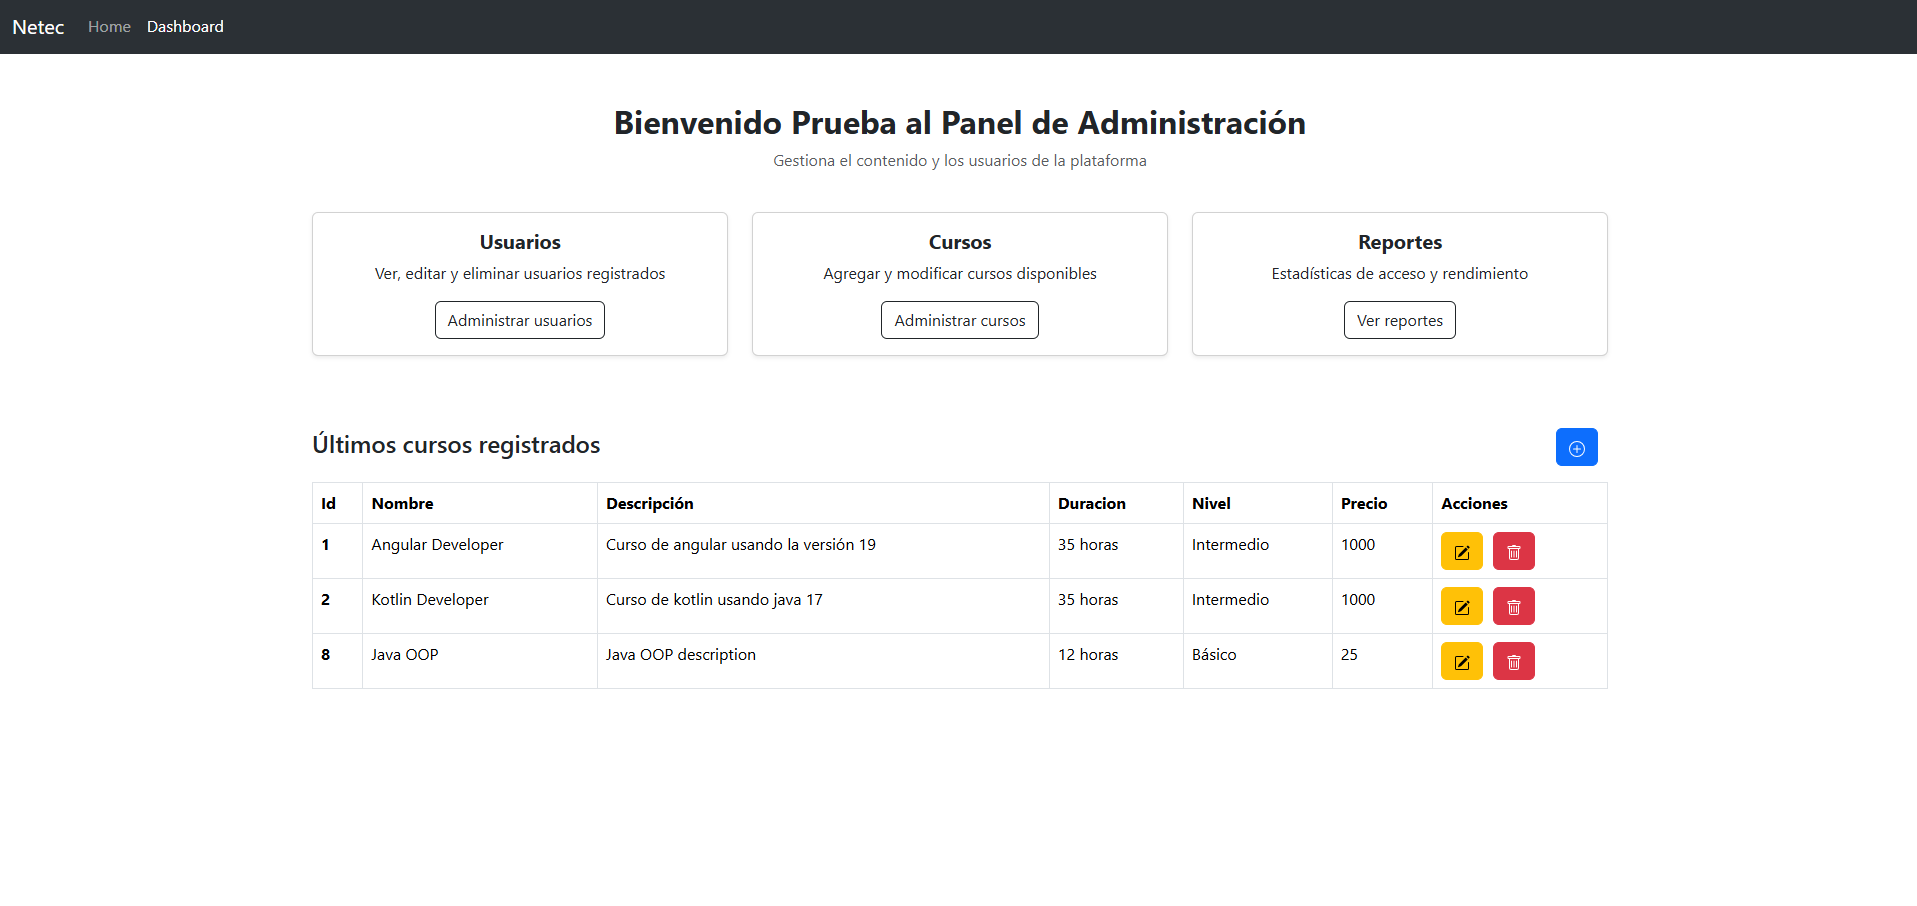 Netec Home Dashboard
Bienvenido Prueba al Panel de Administración
Gestiona el contenido y los usuarios de la plataforma
Usuarios
Ver, editar y eliminar usuarios registrados
Administrar usuarios
Cursos
Agregar y modificar cursos disponibles
Administrar cursos
Reportes
Estadísticas de acceso y rendimiento
Ver reportes
Últimos cursos registrados
Id Nombre Descripción Duracion Nivel Precio Acciones
1 Angular Developer Curso de angular usando la versión 19 35 horas Intermedio 1000
2 Kotlin Developer Curso de kotlin usando java 17 35 horas Intermedio 1000
8 Java OOP Java OOP description 12 horas Básico 25